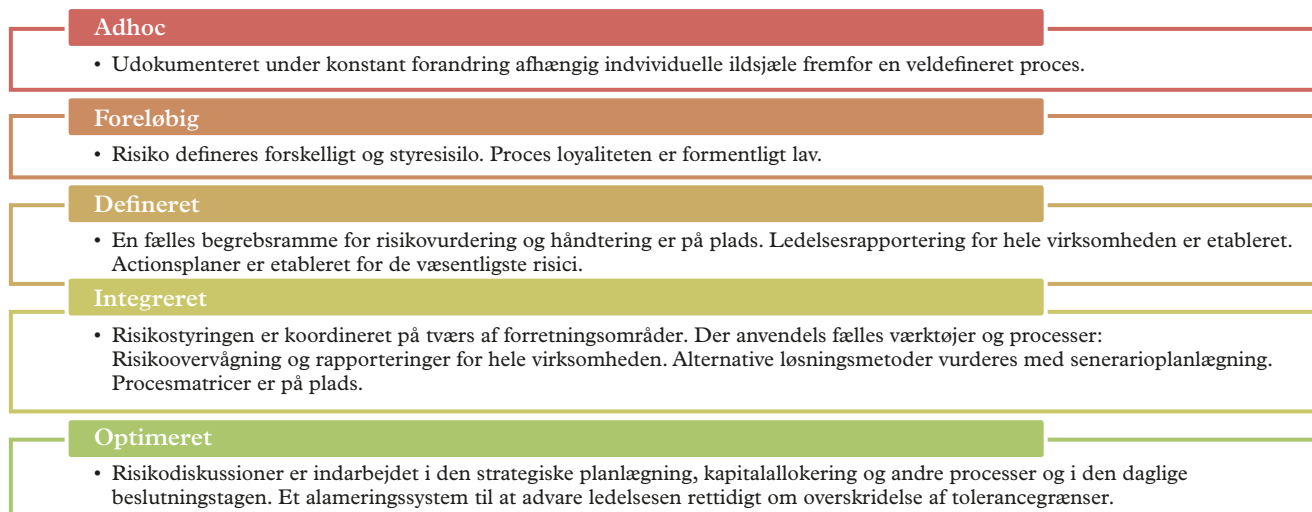 Adhoc
• Udokumenteret under konstant forandring afhængig indvividuelle ildsjæle fremfor en veldefineret proces.
Foreløbig
• Risiko defineres forskelligt og styresisilo. Proces loyaliteten er formentligt lav.
Defineret
• En fælles begrebsramme for risikovurdering og håndtering er på plads. Ledelsesrapportering for hele virksomheden er etableret.
Actionsplaner er etableret for de væsentligste risici.
Integreret
• Risikostyringen er koordineret på tværs af forretningsområder. Der anvendels fælles værktøjer og processer:
Risikoovervågning og rapporteringer for hele virksomheden. Alternative løsningsmetoder vurderes med senerarioplanlægning.
Procesmatricer er på plads.
Optimeret
• Risikodiskussioner er indarbejdet i den strategiske planlægning, kapitalallokering og andre processer og i den daglige
beslutningstagen. Et alameringssystem til at advare ledelsesen rettidigt om overskridelse af tolerancegrænser.